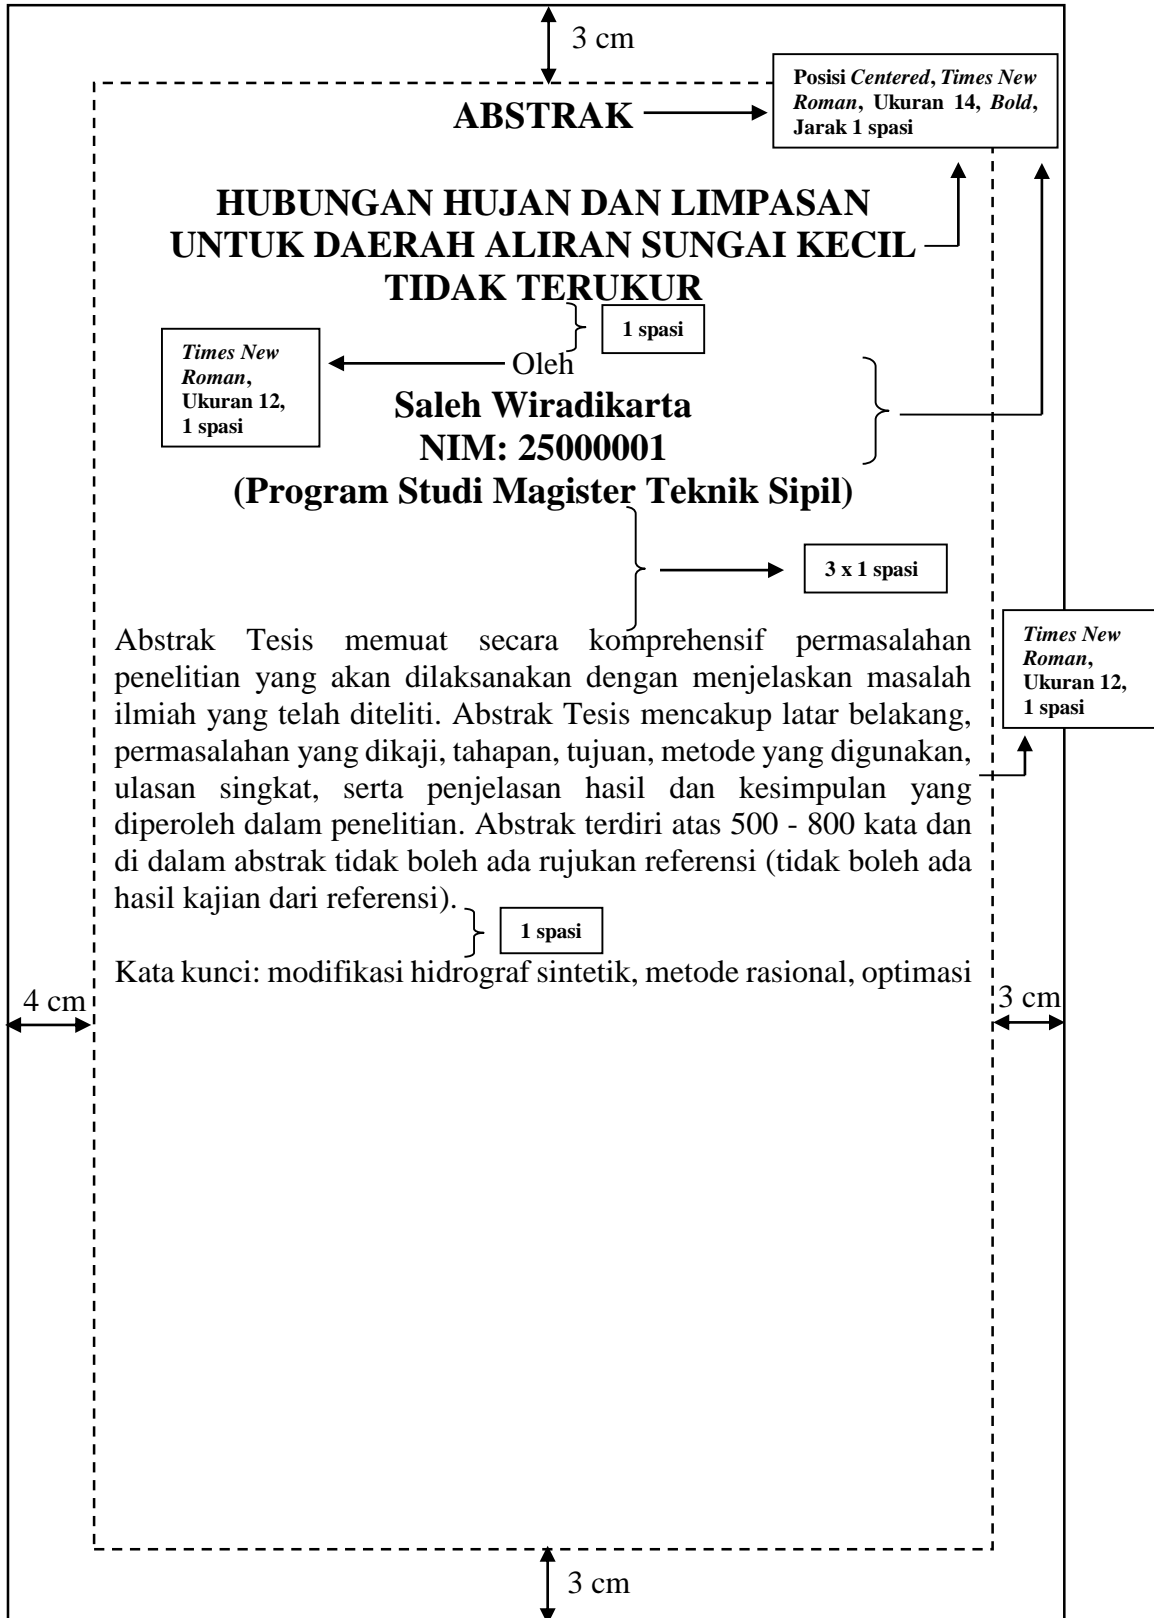 3 cm
Posisi Centered, Times New
Roman, Ukuran 14, Bold,
Jarak 1 spasi
ABSTRAK
HUBUNGAN HUJAN DAN LIMPASAN
UNTUK DAERAH ALIRAN SUNGAI KECIL
TIDAK TERUKUR
1 spasi
Times New
Roman,
Ukuran 12,
1 spasi
Oleh
Saleh Wiradikarta
NIM: 25000001
(Program Studi Magister Teknik Sipil)
3 x 1 spasi
Abstrak Tesis memuat secara komprehensif permasalahan
penelitian yang akan dilaksanakan dengan menjelaskan masalah
ilmiah yang telah diteliti. Abstrak Tesis mencakup latar belakang,
permasalahan yang dikaji, tahapan, tujuan, metode yang digunakan,
ulasan singkat, serta penjelasan hasil dan kesimpulan yang
diperoleh dalam penelitian. Abstrak terdiri atas 500 - 800 kata dan
di dalam abstrak tidak boleh ada rujukan referensi (tidak boleh ada
hasil kajian dari referensi).
Times New
Roman,
Ukuran 12,
1 spasi
1 spasi
Kata kunci: modifikasi hidrograf sintetik, metode rasional, optimasi
4 cm
3 cm
3 cm